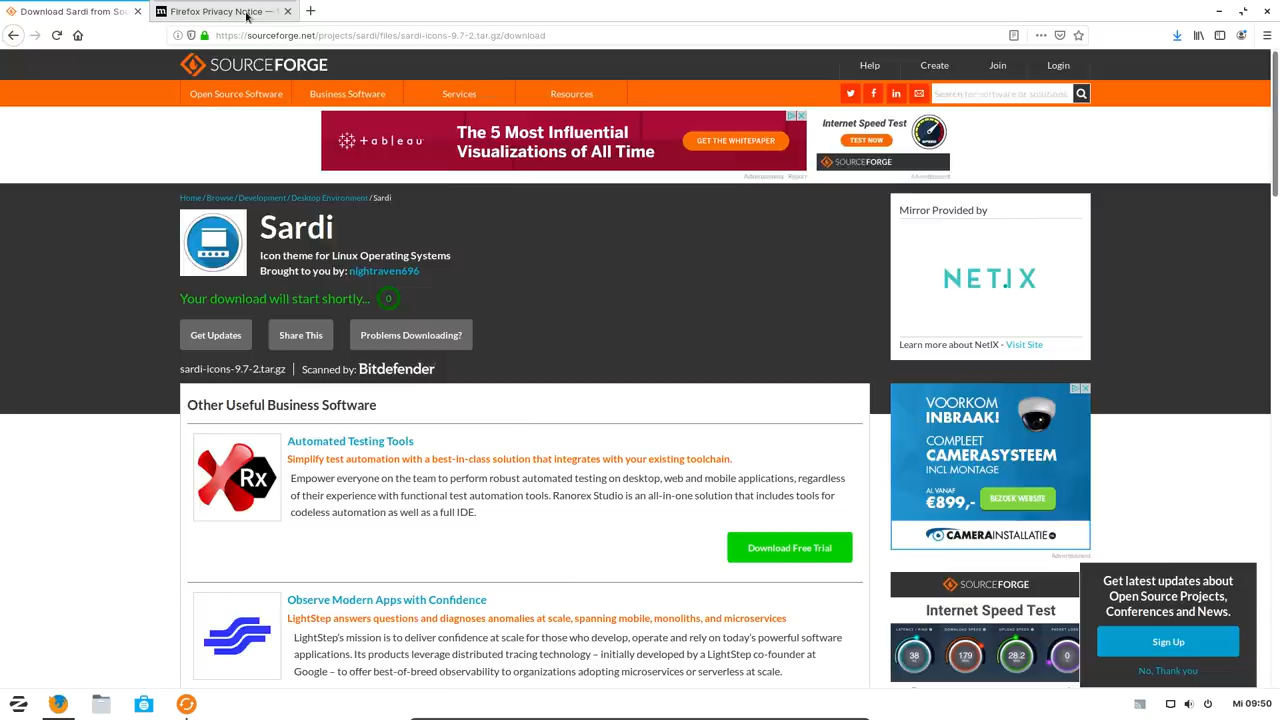 Download Sardi from Sou
Firefox Privacy Notice —
https://sourceforge.net/projects/sardi/files/sardi-icons-9.7-2.tar.gz/download
SOURCEFORGE
Help
Create
Join
Login
Open Source Software
Business Software
Services
Resources
Search for software or solutions
+ a b l e a u
The 5 Most Influential
Visualizations of All Time
GET THE WHITEPAPER
Internet Speed Test
TEST NOW
SOURCEFORGE
Advertisement - Report
Advertisement
Home / Browse / Development / Desktop Environment / Sardi
Sardi
Icon theme for Linux Operating Systems
Brought to you by: nightraven696
Your download will start shortly... 0
Get Updates
Share This
Problems Downloading?
sardi-icons-9.7-2.tar.gz
Scanned by: Bitdefender
Mirror Provided by
NETIX
Learn more about NetIX - Visit Site
Other Useful Business Software
Rx
Automated Testing Tools
Simplify test automation with a best-in-class solution that integrates with your existing toolchain.
Empower everyone on the team to perform robust automated testing on desktop, web and mobile applications, regardless
of their experience with functional test automation tools. Ranorex Studio is an all-in-one solution that includes tools for
codeless automation as well as a full IDE.
Download Free Trial
Observe Modern Apps with Confidence
LightStep answers questions and diagnoses anomalies at scale, spanning mobile, monoliths, and microservices
LightStep's mission is to deliver confidence at scale for those who develop, operate and rely on today's powerful software
applications. Its products leverage distributed tracing technology – initially developed by a LightStep co-founder at
Google – to offer best-of-breed observability to organizations adopting microservices or serverless at scale.
VOORKOM
INBRAAK!
COMPLEET
CAMERASYSTEEM
INCL MONTAGE
AL VANAF
€899,-
BEZOEK WEBSITE
CAMERAINSTALLATIE
Advertisement
SOURCEFORGE
Internet Speed Test
38
179
28.2
0
Get latest updates about
Open Source Projects,
Conferences and News.
Sign Up
No, Thank you
Mi 09:50